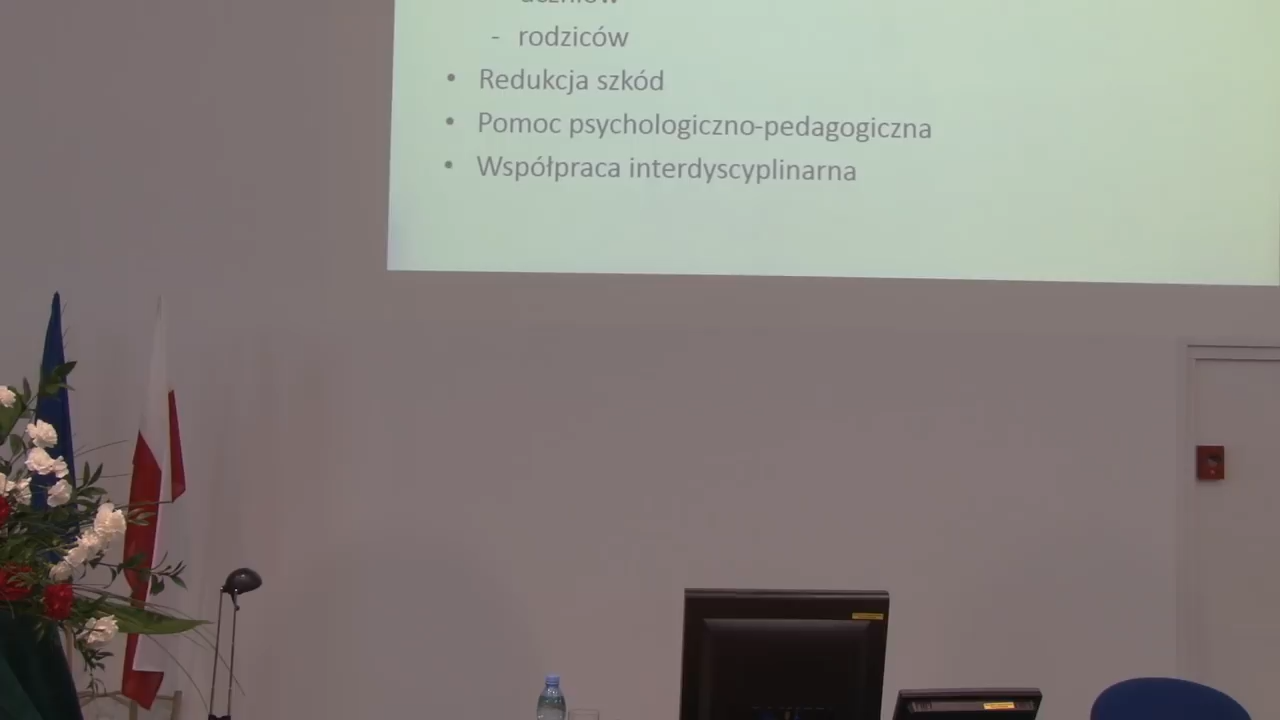 - rodziców
• Redukcja szkód
• Pomoc psychologiczno-pedagogiczna
• Współpraca interdyscyplinarna